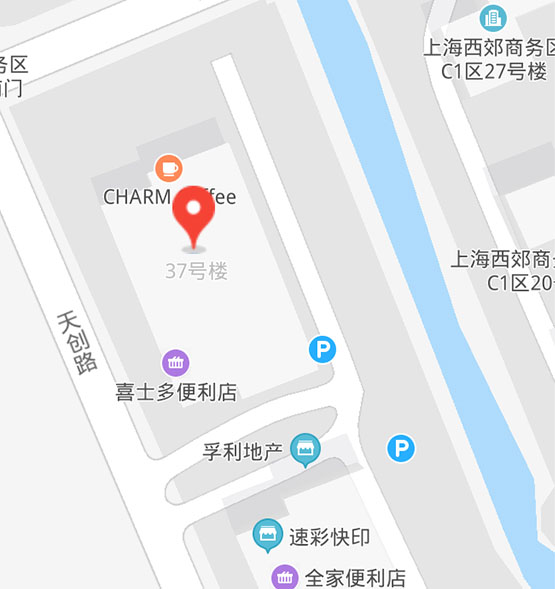 上海西郊商务区
C1区27号楼
务区
门
CHARM
37号楼
上海西郊商
C1区20
天创路
P
喜士多便利店
孚利地产
P
速彩快印
全家便利店